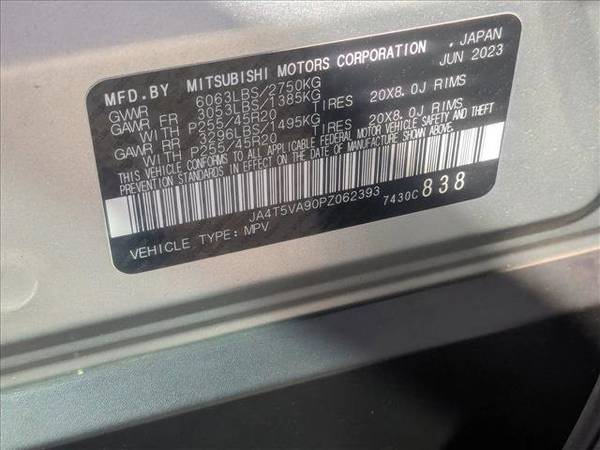 MFD.BY MITSUBISHI MOTORS CORPORATION , JAPAN
GVWR 6063LBS/2750KG JUN 2023
GAWR FR 3053LBS/1385KG
WITH P255/45R20 TIRES 20X8.0J RIMS
GAWR RR 3296LBS/1495KG
WITH P255/45R20 TIRES 20X8.0J RIMS
THIS VEHICLE CONFORMS TO ALL APPLICABLE FEDERAL MOTOR VEHICLE SAFETY AND THEFT
PREVENTION STANDARDS IN EFFECT ON THE DATE OF MANUFACTURE SHOWN ABOVE.
JA4T5VA90PZ062393 7430C 838
VEHICLE TYPE: MPV